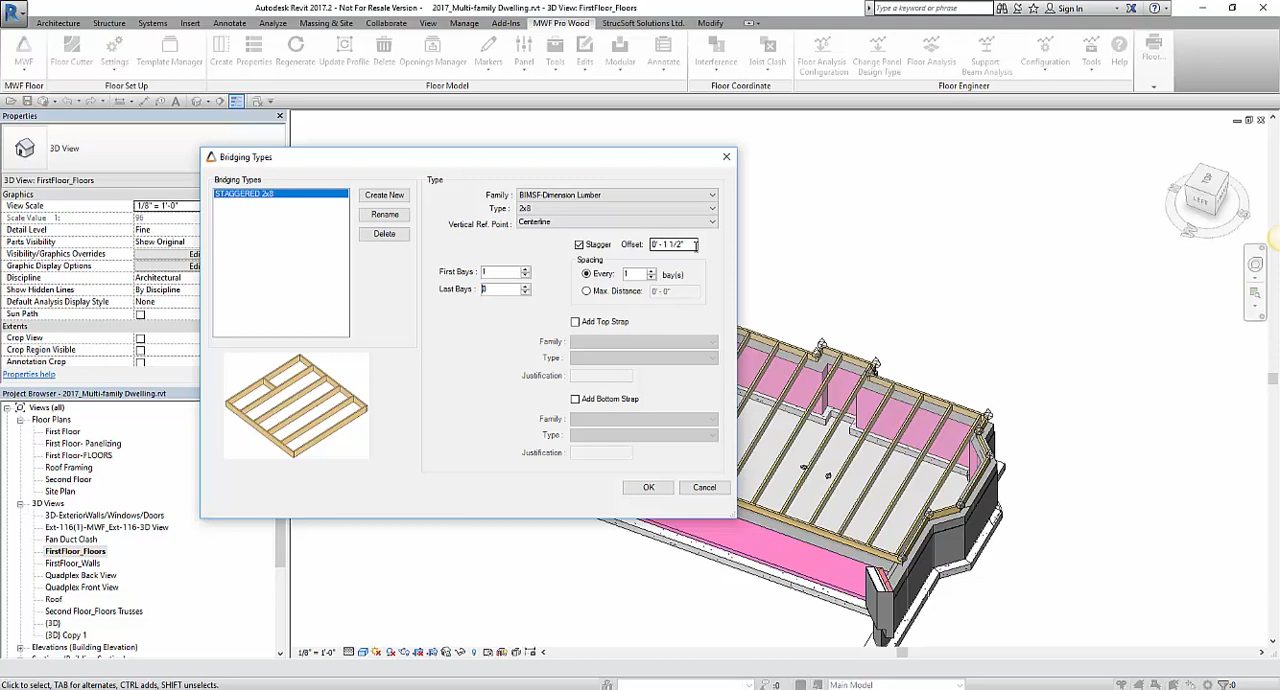 Autodesk Revit 2017.2 - Not For Resale Version - 2017_Multi-family Dwelling.rvt - 3D View: FirstFloor_Floors
Type a keyword or phrase
Sign In
Architecture Structure Systems Insert Annotate Analyze Massing & Site Collaborate View Manage Add-Ins MWF Pro Wood StrucSoft Solutions Ltd. Modify
MWF Floor Cutter Settings Template Manager Create Properties Regenerate Update Profile Delete Openings Manager Markers Panel Tools Edits Modular Annotate Interference Joist Clash Floor Analysis Configuration Change Panel Design Type Floor Analysis Support Beam Analysis Configuration Tools Help Floor...
MWF Floor Floor Set Up Floor Model Floor Coordinate Floor Engineer
Properties
3D View
3D View: FirstFloor_Floors
Graphics
View Scale 1/8" = 1'-0"
Scale Value 1: 96
Detail Level Fine
Parts Visibility Show Original
Visibility/Graphics Overrides Edi
Graphic Display Options Edi
Discipline Architectural
Show Hidden Lines By Discipline
Default Analysis Display Style None
Sun Path
Extents
Crop View
Crop Region Visible
Annotation Crop
Properties help
Project Browser - 2017_Multi-family Dwelling.rvt
Views (all)
Floor Plans
First Floor
First Floor- Panelizing
First Floor-FLOORS
Roof Framing
Second Floor
Site Plan
3D Views
3D-ExteriorWalls/Windows/Doors
Ext-116(1)-MWF_Ext-116-3D View
Fan Duct Clash
FirstFloor_Floors
FirstFloor_Walls
Quadplex Back View
Quadplex Front View
Roof
Second Floor_Floors Trusses
{3D}
{3D} Copy 1
Elevations (Building Elevation)
Bridging Types
Bridging Types
STAGGERED 2x8
Create New
Rename
Delete
Type
Family: BIMSF-Dimension Lumber
Type: 2x8
Vertical Ref. Point: Centerline
Stagger Offset: 0' - 1 1/2"
Spacing
First Bays: 1
Every: 1 bay(s)
Last Bays: 0
Max. Distance: 0' - 0"
Add Top Strap
Family:
Type:
Justification:
Add Bottom Strap
Family:
Type:
Justification:
OK Cancel
LEFT
1/8" = 1'-0"
Click to select, TAB for alternates, CTRL adds, SHIFT unselects.
:0
Main Model
:0